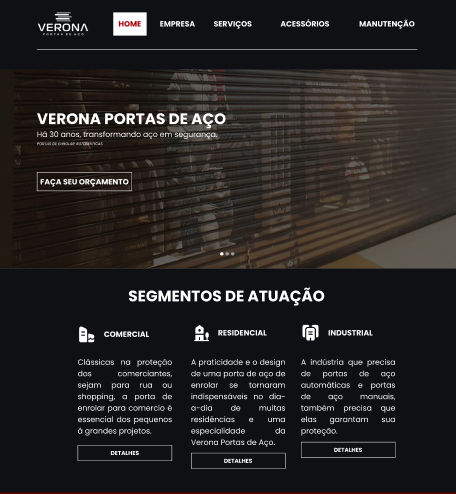 VERONA
PORTAS DE AÇO
HOME EMPRESA SERVIÇOS ACESSÓRIOS MANUTENÇÃO
VERONA PORTAS DE AÇO
Há 30 anos, transformando aço em segurança.
PORTAS DE ENROLAR AUTOMÁTICAS
FAÇA SEU ORÇAMENTO
SEGMENTOS DE ATUAÇÃO
COMERCIAL
Clássicas na proteção
dos comerciantes,
sejam para rua ou
shopping, a porta de
enrolar para comercio é
essencial dos pequenos
à grandes projetos.
DETALHES
RESIDENCIAL
A praticidade e o design
de uma porta de aço de
enrolar se tornaram
indispensáveis no dia-
a-dia de muitas
residências e uma
especialidade da
Verona Portas de Aço.
DETALHES
INDUSTRIAL
A indústria que precisa
de portas de aço
automáticas e portas
de aço manuais,
também precisa que
elas garantam sua
proteção.
DETALHES